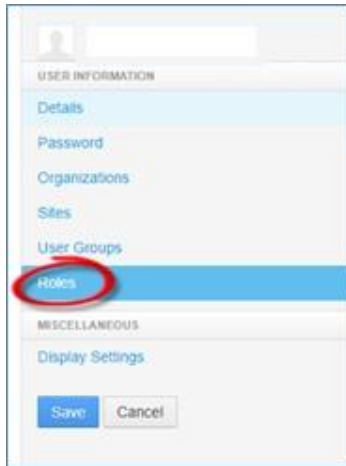 USER INFORMATION
Details
Password
Organizations
Sites
User Groups
Roles
MISCELLANEOUS
Display Settings
Save Cancel